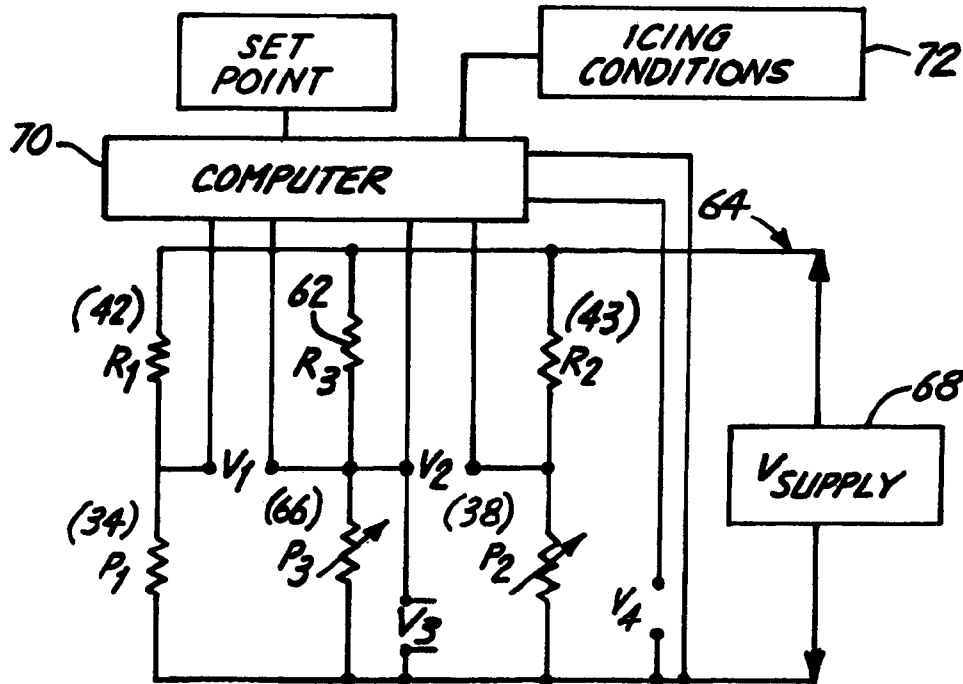 SET
POINT
ICING
CONDITIONS
72
70
COMPUTER
64
(42)
R1
62
R3
(43)
R2
68
V1
V2
VSUPPLY
(34)
P1
(66)
P3
(38)
P2
V3
V4